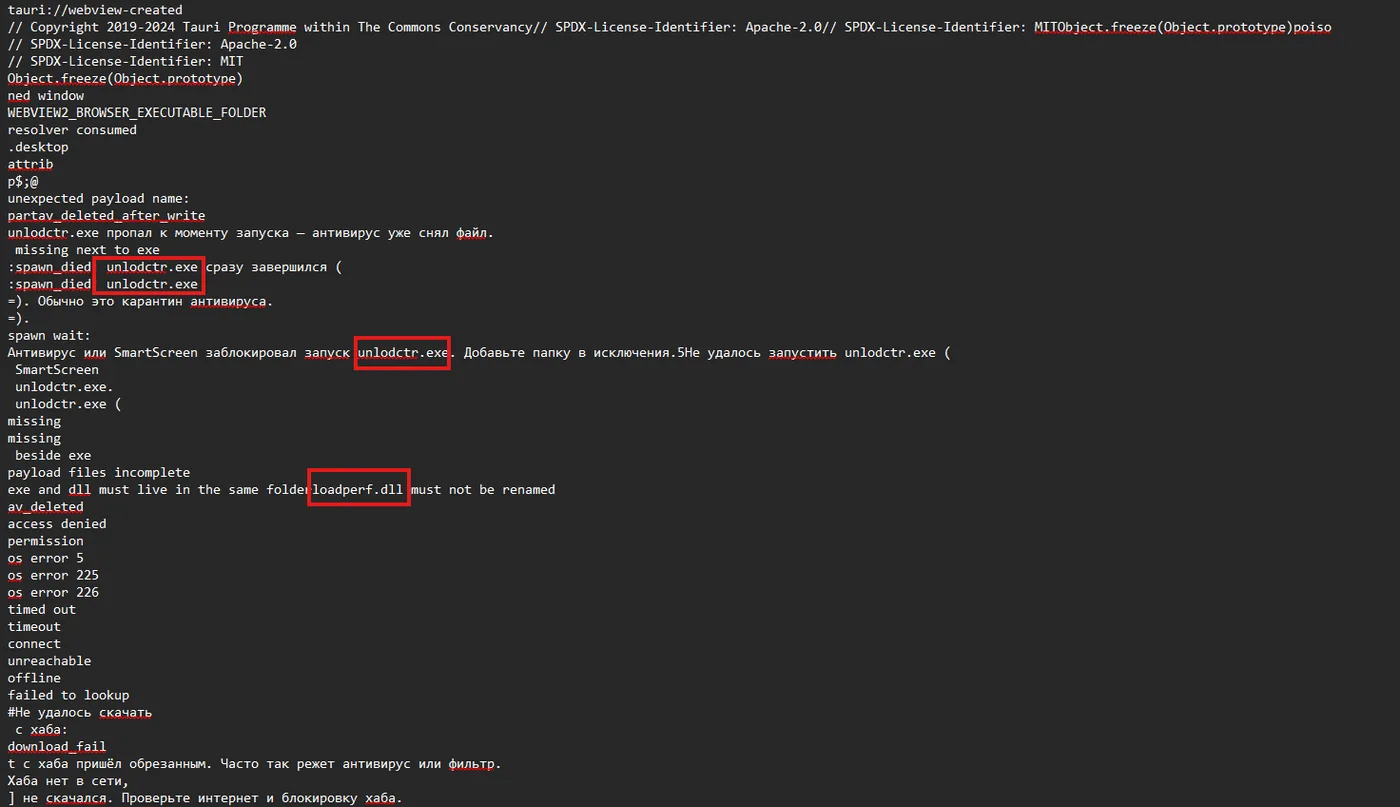 tauri://webview-created
// Copyright 2019-2024 Tauri Programme within The Commons Conservancy// SPDX-License-Identifier: Apache-2.0// SPDX-License-Identifier: MITObject.freeze(Object.prototype)poiso
// SPDX-License-Identifier: Apache-2.0
// SPDX-License-Identifier: MIT
Object.freeze(Object.prototype)
ned window
WEBVIEW2_BROWSER_EXECUTABLE_FOLDER
resolver consumed
.desktop
attrib
p$;@
unexpected payload name:
partav_deleted_after_write
unlodctr.exe пропал к моменту запуска — антивирус уже снял файл.
 missing next to exe
:spawn_died  unlodctr.exe сразу завершился (
:spawn_died  unlodctr.exe
=). Обычно это карантин антивируса.
=).
spawn wait:
Антивирус или SmartScreen заблокировал запуск unlodctr.exe. Добавьте папку в исключения.5Не удалось запустить unlodctr.exe (
 SmartScreen
 unlodctr.exe.
 unlodctr.exe (
missing
missing
 beside exe
payload files incomplete
exe and dll must live in the same folderloadperf.dll must not be renamed
av_deleted
access denied
permission
os error 5
os error 225
os error 226
timed out
timeout
connect
unreachable
offline
failed to lookup
#Не удалось скачать
 с хаба:
download_fail
t с хаба пришёл обрезанным. Часто так режет антивирус или фильтр.
Хаба нет в сети,
] не скачался. Проверьте интернет и блокировку хаба.